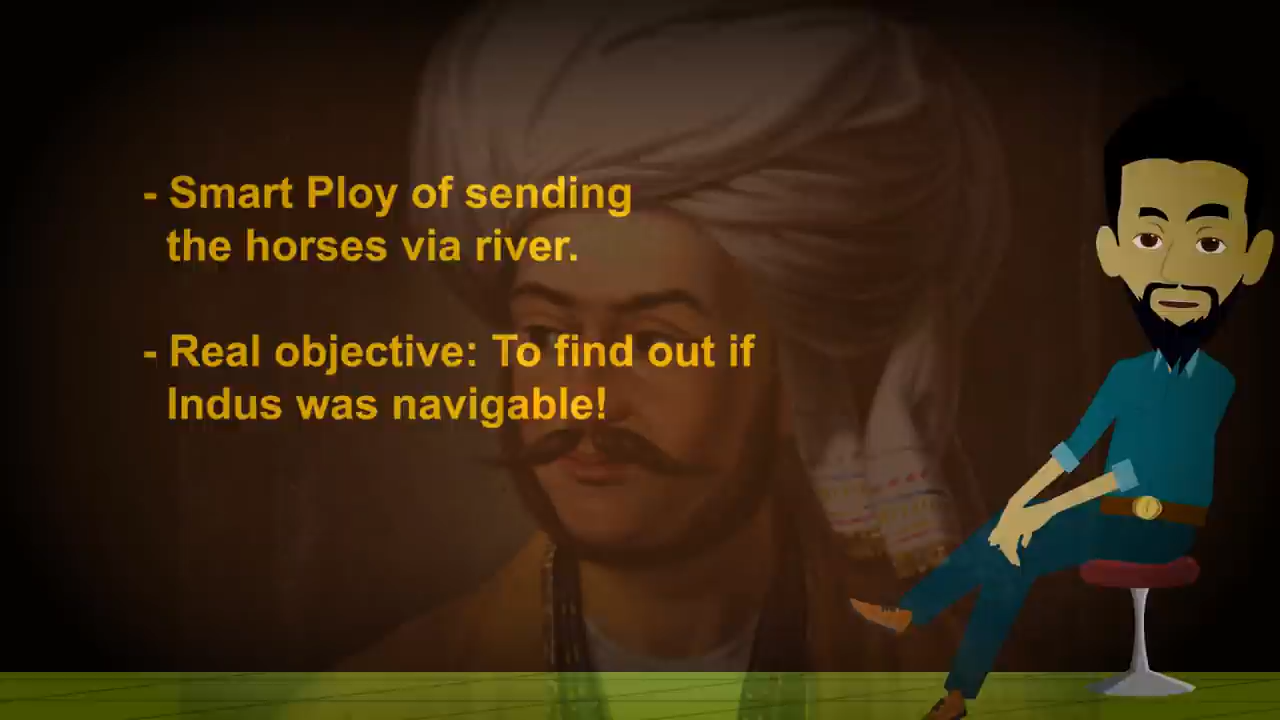 - Smart Ploy of sending
the horses via river.
- Real objective: To find out if
Indus was navigable!